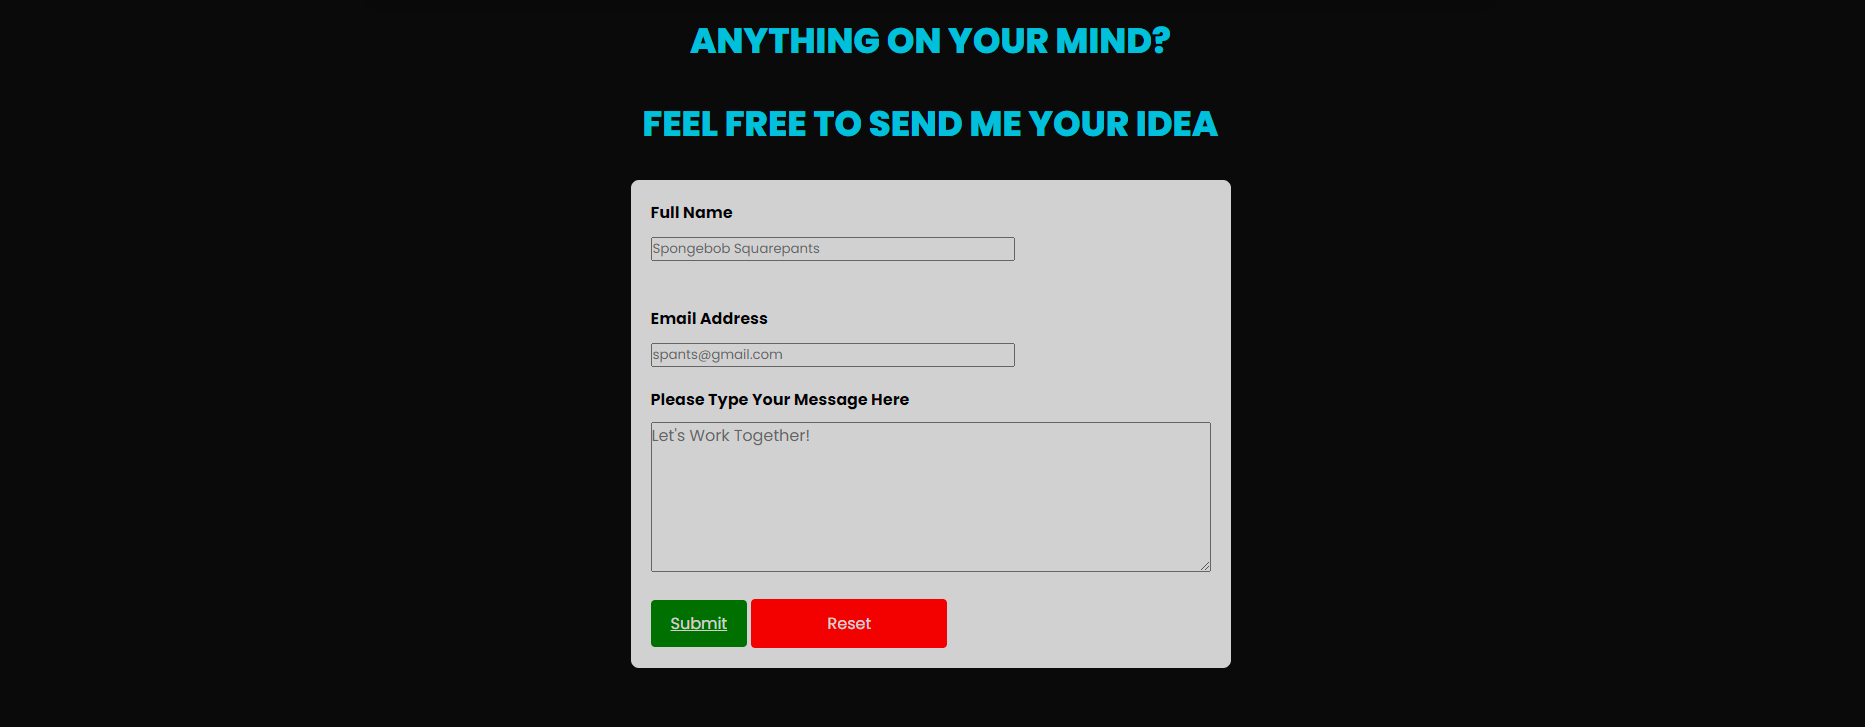 ANYTHING ON YOUR MIND?
FEEL FREE TO SEND ME YOUR IDEA
Full Name
Spongebob Squarepants
Email Address
spants@gmail.com
Please Type Your Message Here
Let's Work Together!
Submit Reset